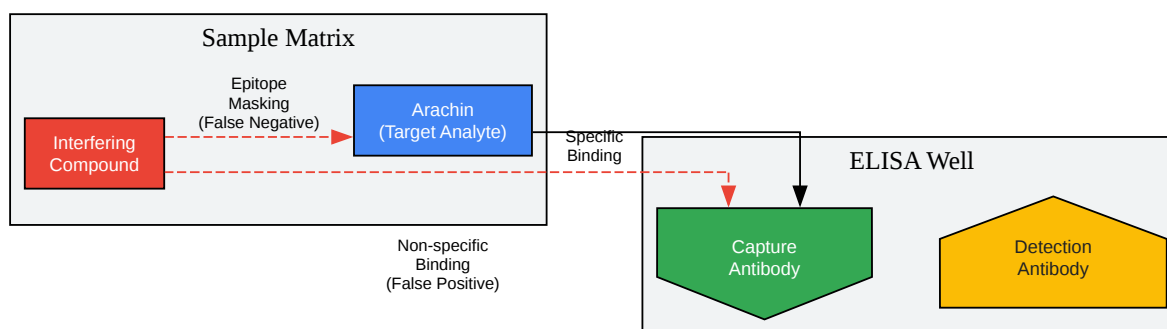 Sample Matrix
Epitope
Masking
(False Negative)
Arachin
(Target Analyte)
Interfering
Compound
Specific
Binding
ELISA Well
Non-specific
Binding
(False Positive)
Capture
Antibody
Detection
Antibody